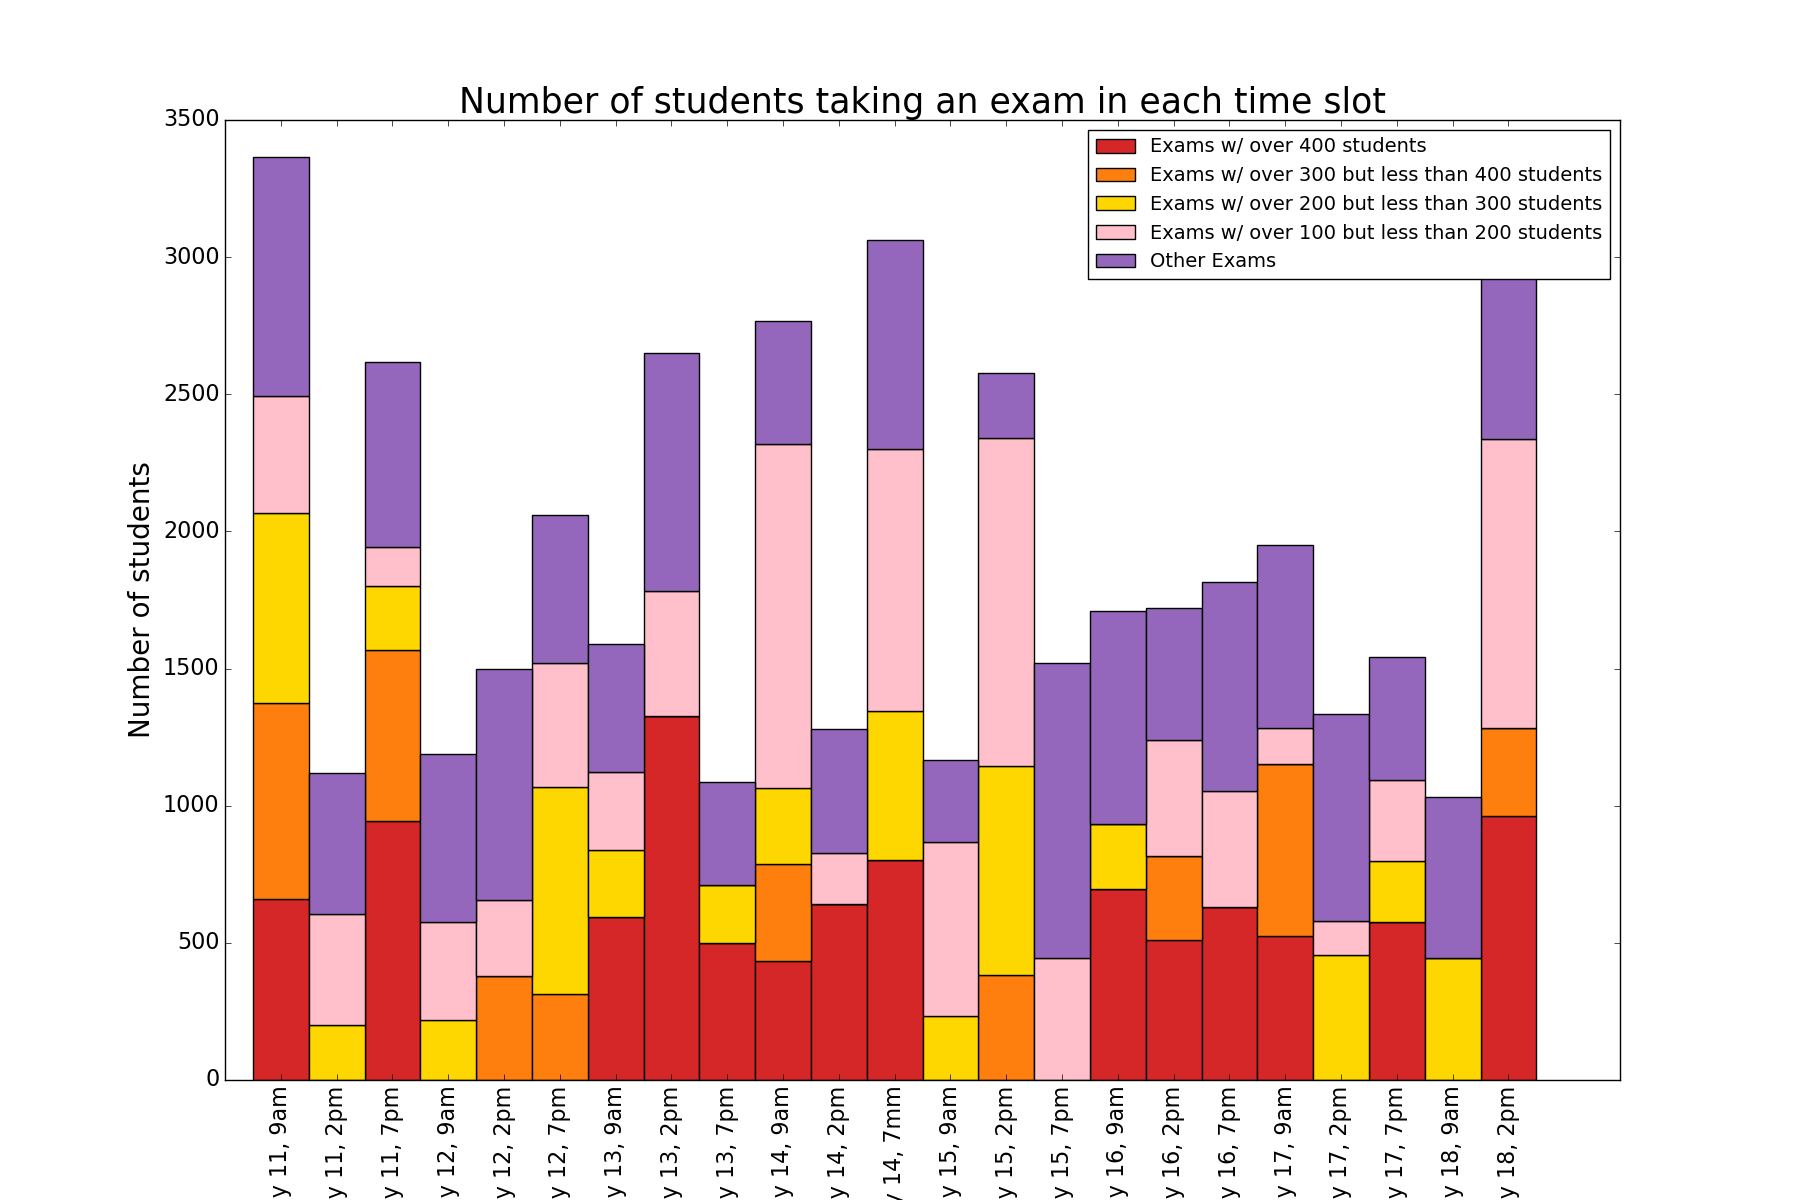 Number of students taking an exam in each time slot
Exams w/ over 400 students
Exams w/ over 300 but less than 400 students
Exams w/ over 200 but less than 300 students
Exams w/ over 100 but less than 200 students
Other Exams
Number of students
3500
3000
2500
2000
1500
1000
500
0
y 11, 9am
y 11, 2pm
y 11, 7pm
y 12, 9am
y 12, 2pm
y 12, 7pm
y 13, 9am
y 13, 2pm
y 13, 7pm
y 14, 9am
y 14, 2pm
y 14, 7mm
y 15, 9am
y 15, 2pm
y 15, 7pm
y 16, 9am
y 16, 2pm
y 16, 7pm
y 17, 9am
y 17, 2pm
y 17, 7pm
y 18, 9am
y 18, 2pm